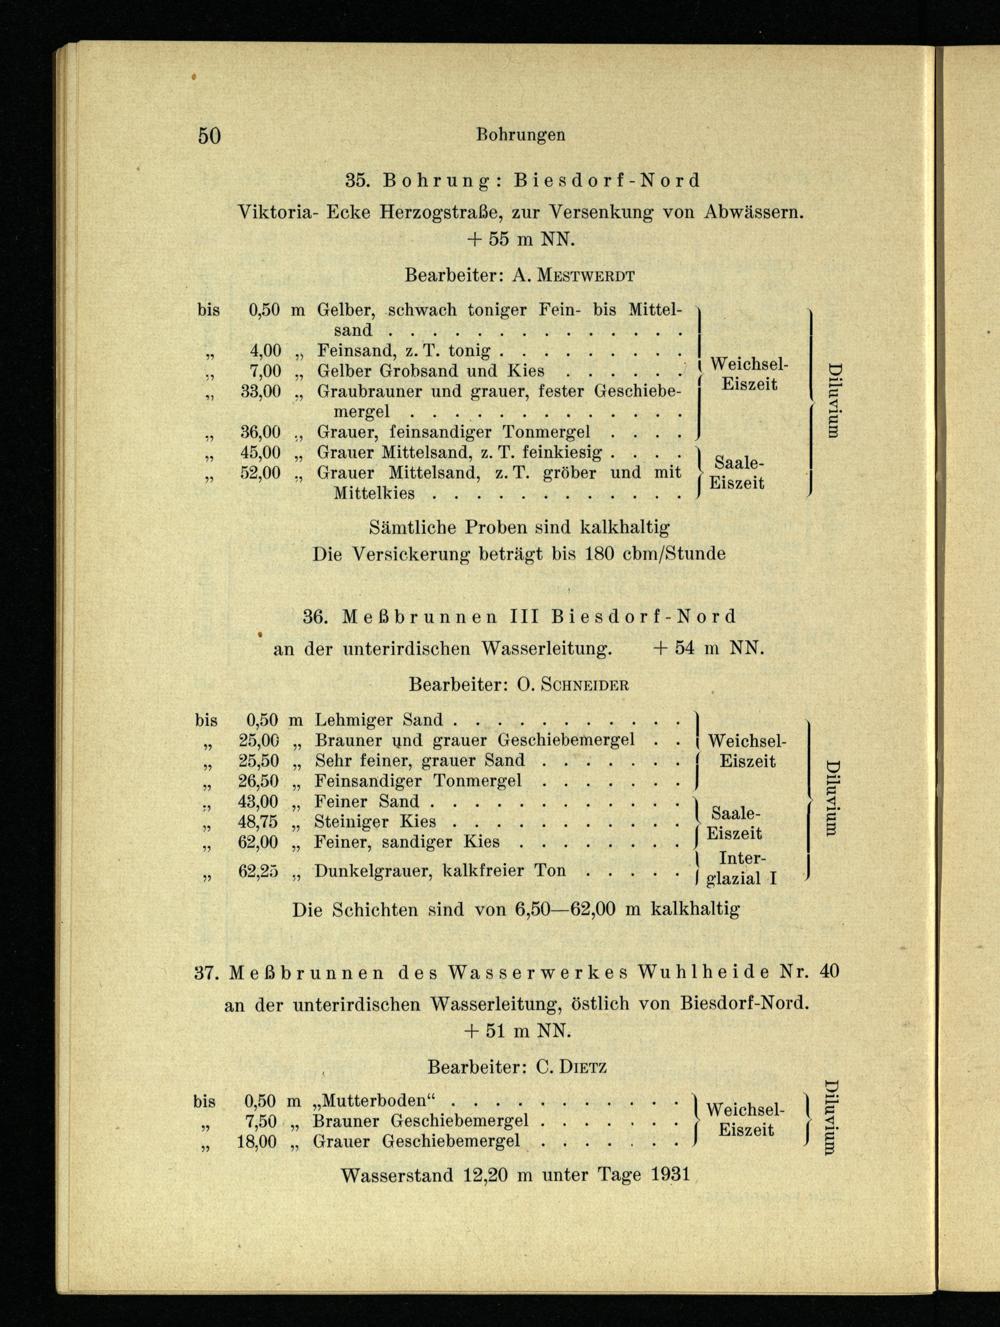 50
Bohrungen
35. Bohrung: Biesdorf-Nord
Viktoria- Ecke Herzogstraße, zur Versenkung von Abwässern.
+ 55 m NN.
Bearbeiter: A. MESTWERDT
bis 0,50 m Gelber, schwach toniger Fein- bis Mittel-
sand . . . . . . . . . . . . . .
„ 4,00 „ Feinsand, z. T. tonig . . . . . . . . .
„ 7,00 „ Gelber Grobsand und Kies . . . . . .
„ 33,00 „ Graubrauner und grauer, fester Geschiebe-
mergel . . . . . . . . . . . . .
„ 36,00 „ Grauer, feinsandiger Tonmergel . . . .
Weichsel-
Eiszeit
„ 45,00 „ Grauer Mittelsand, z. T. feinkiesig . . . .
„ 52,00 „ Grauer Mittelsand, z. T. gröber und mit
Mittelkies . . . . . . . . . . . .
Saale-
Eiszeit
Diluvium
Sämtliche Proben sind kalkhaltig
Die Versickerung beträgt bis 180 cbm/Stunde
36. Meßbrunnen III Biesdorf-Nord
an der unterirdischen Wasserleitung. + 54 m NN.
Bearbeiter: O. SCHNEIDER
bis 0,50 m Lehmiger Sand . . . . . . . . . . .
„ 25,00 „ Brauner und grauer Geschiebemergel . .
„ 25,50 „ Sehr feiner, grauer Sand . . . . . . .
„ 26,50 „ Feinsandiger Tonmergel . . . . . . .
Weichsel-
Eiszeit
„ 43,00 „ Feiner Sand . . . . . . . . . . . .
„ 48,75 „ Steiniger Kies . . . . . . . . . . .
„ 62,00 „ Feiner, sandiger Kies . . . . . . . .
Saale-
Eiszeit
„ 62,25 „ Dunkelgrauer, kalkfreier Ton . . . . .
Inter-
glazial I
Diluvium
Die Schichten sind von 6,50—62,00 m kalkhaltig
37. Meßbrunnen des Wasserwerkes Wuhlheide Nr. 40
an der unterirdischen Wasserleitung, östlich von Biesdorf-Nord.
+ 51 m NN.
Bearbeiter: C. DIETZ
bis 0,50 m „Mutterboden“ . . . . . . . . . . .
„ 7,50 „ Brauner Geschiebemergel . . . . . . .
„ 18,00 „ Grauer Geschiebemergel . . . . . . .
Weichsel-
Eiszeit
Diluvium
Wasserstand 12,20 m unter Tage 1931